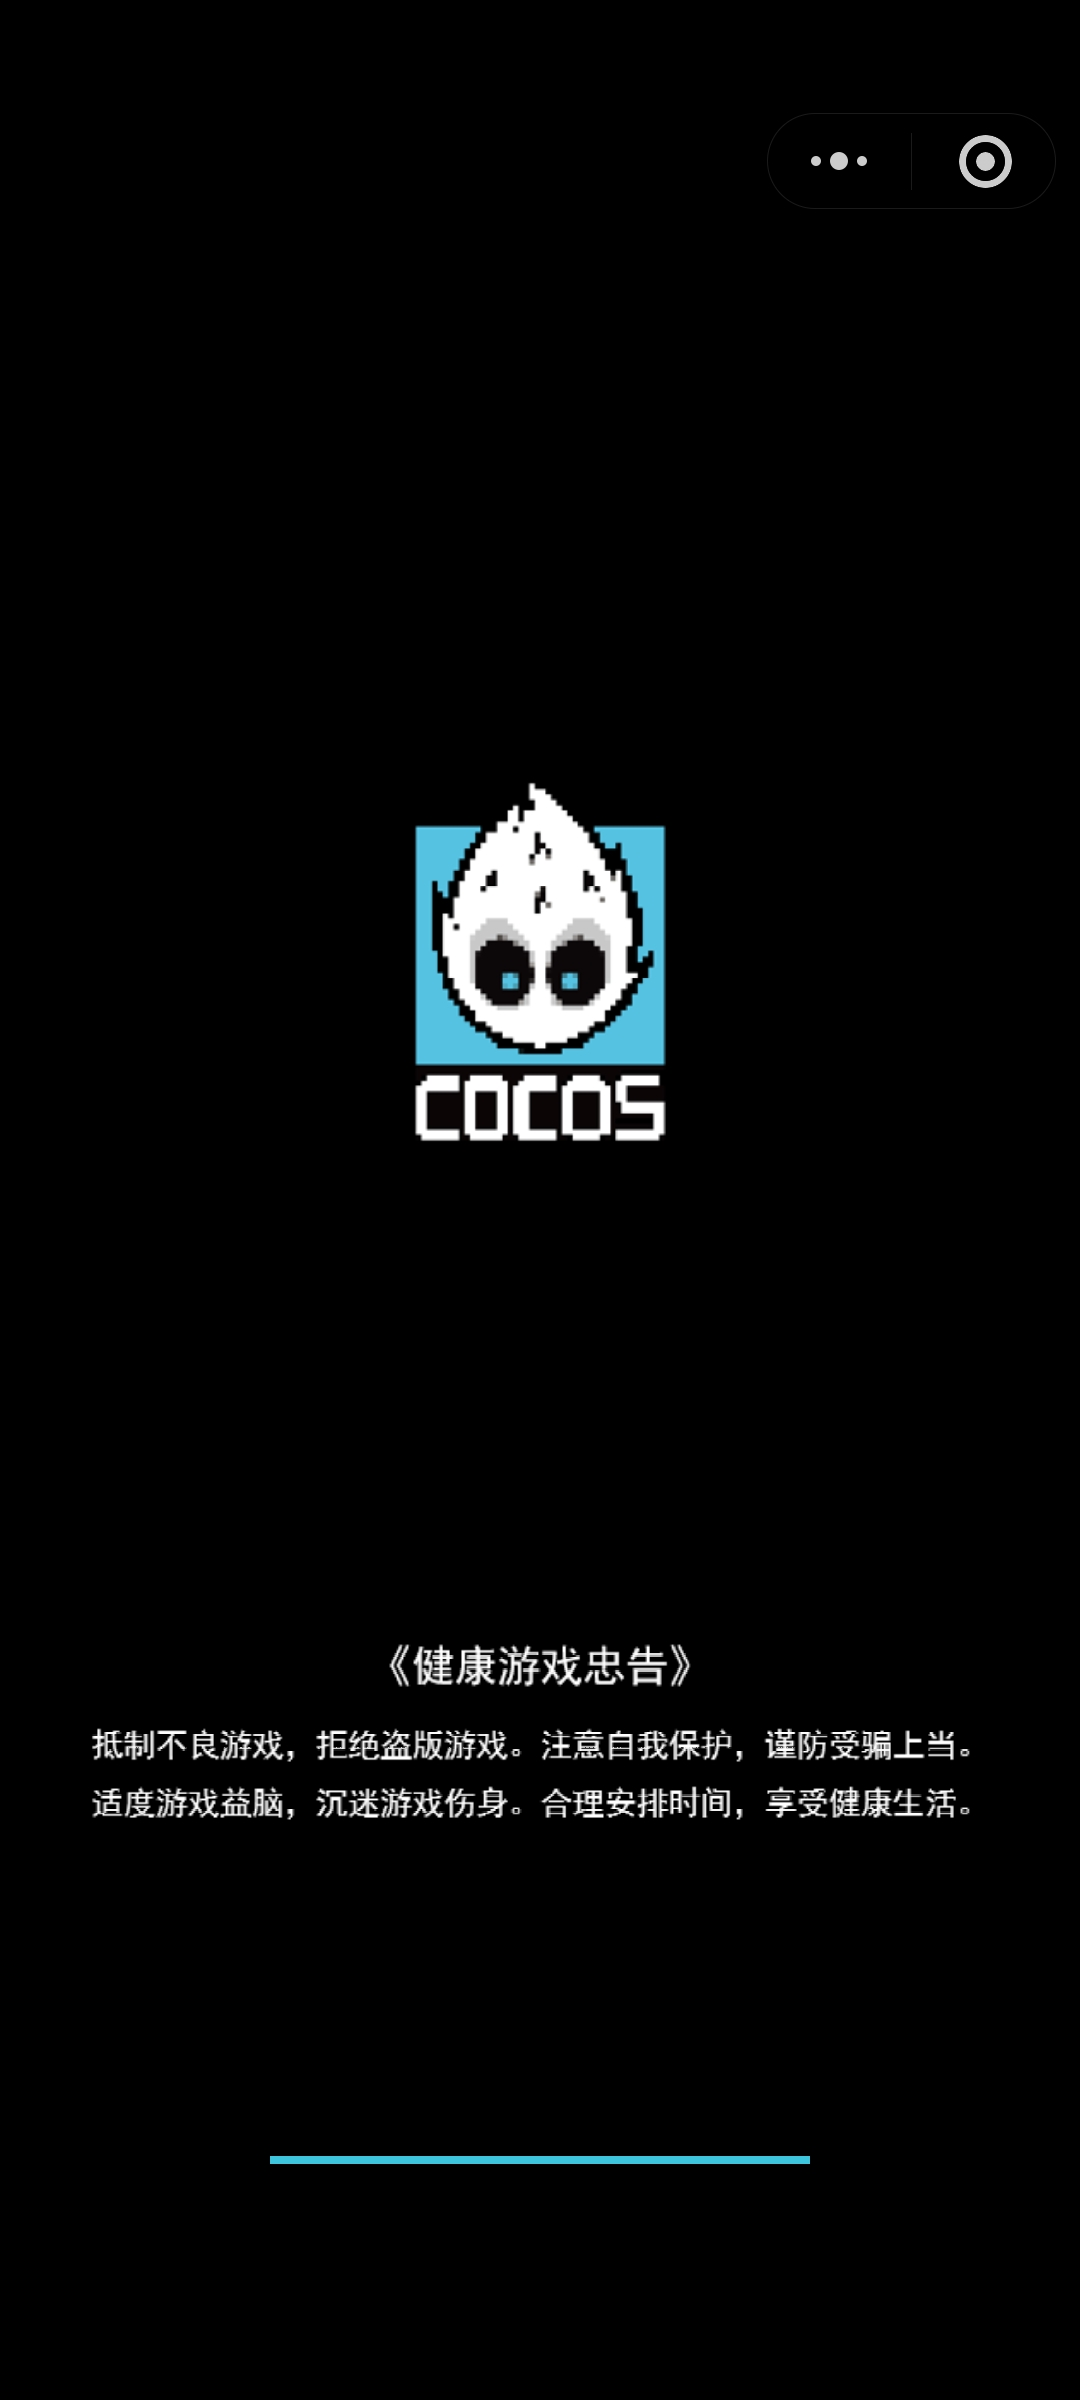 COCOS
《健康游戏忠告》
抵制不良游戏，拒绝盗版游戏。注意自我保护，谨防受骗上当。
适度游戏益脑，沉迷游戏伤身。合理安排时间，享受健康生活。